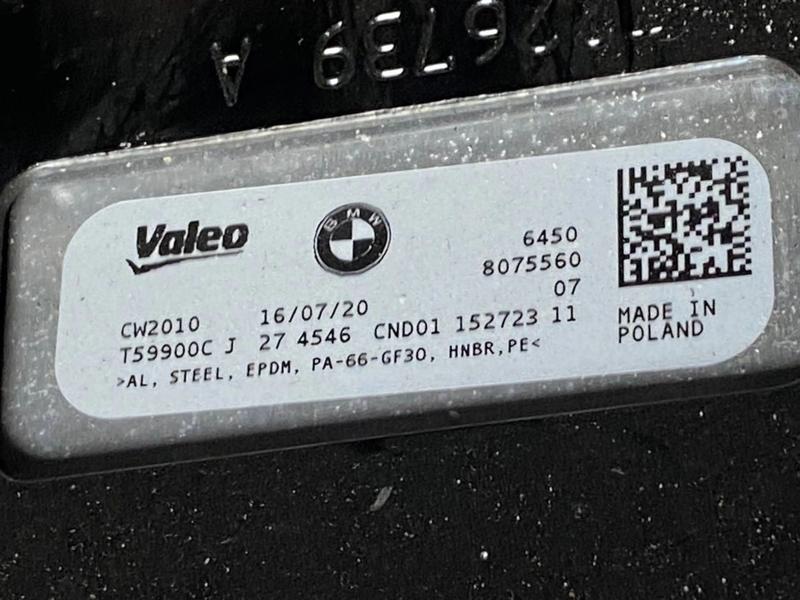 26739 A
Valeo
BMW
6450
8075560
07
CW2010 16/07/20
T59900C J 27 4546 CND01 152723 11
>AL, STEEL, EPDM, PA-66-GF30, HNBR,PE<
MADE IN
POLAND